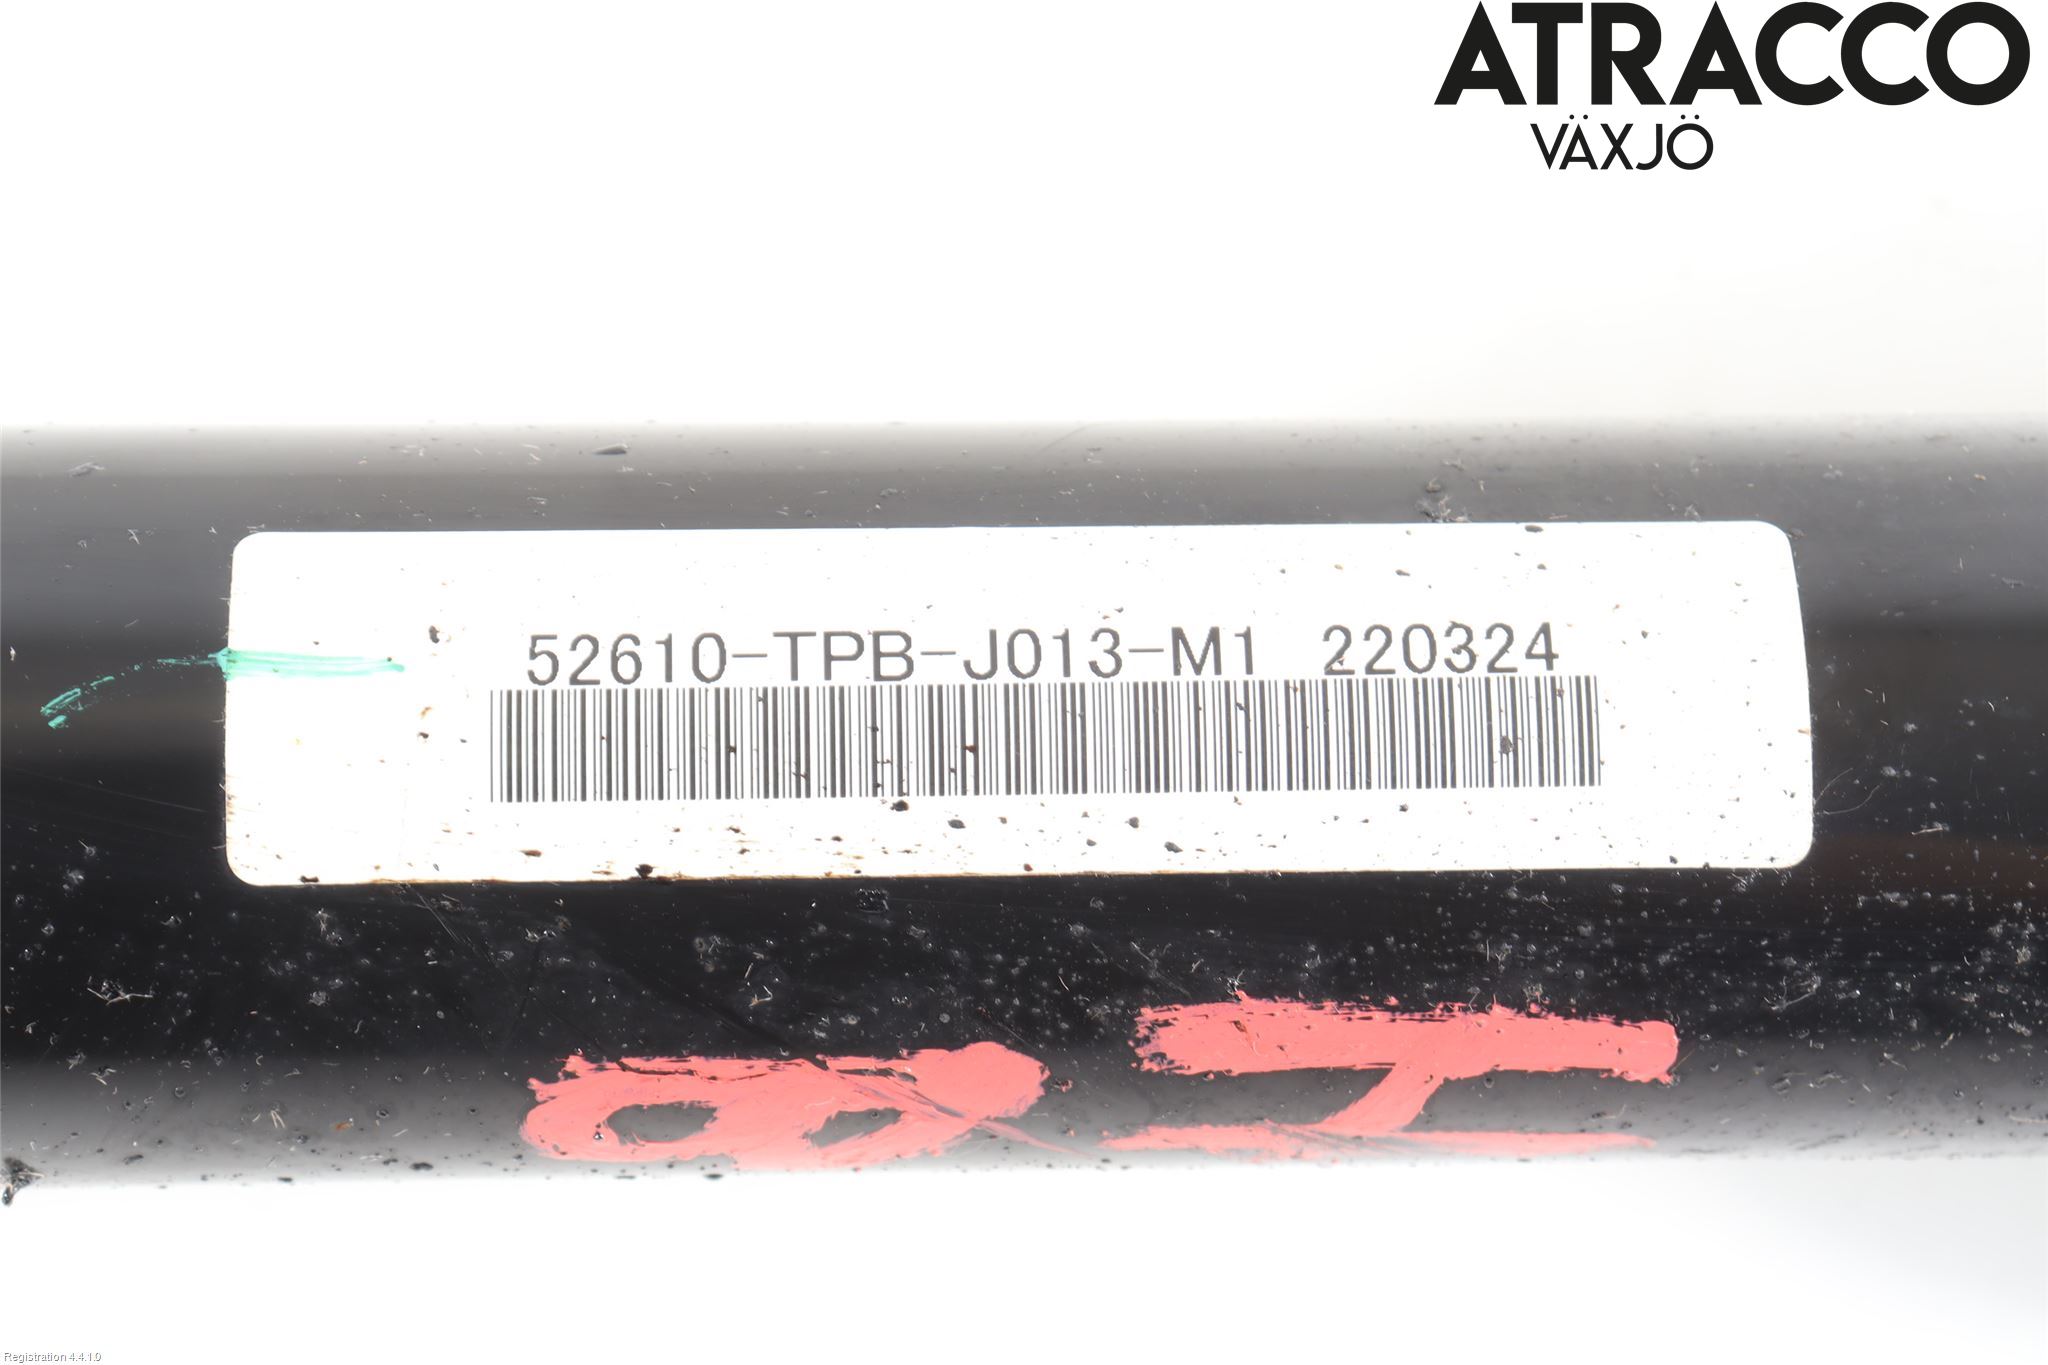 ATRACCO
VÄXJÖ
52610-TPB-J013-M1 220324
Registration 4.4.1.0